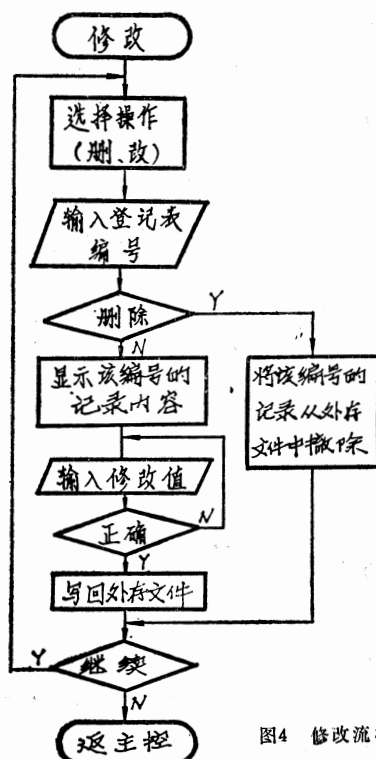 修改
选择操作
(删、改)
输入登记表
编号
删除
Y
N
显示该编号的
记录内容
将该编号的
记录从外存
文件中撤除
输入修改值
正确
N
Y
写回外存文件
继续
Y
N
返主控
图4 修改流